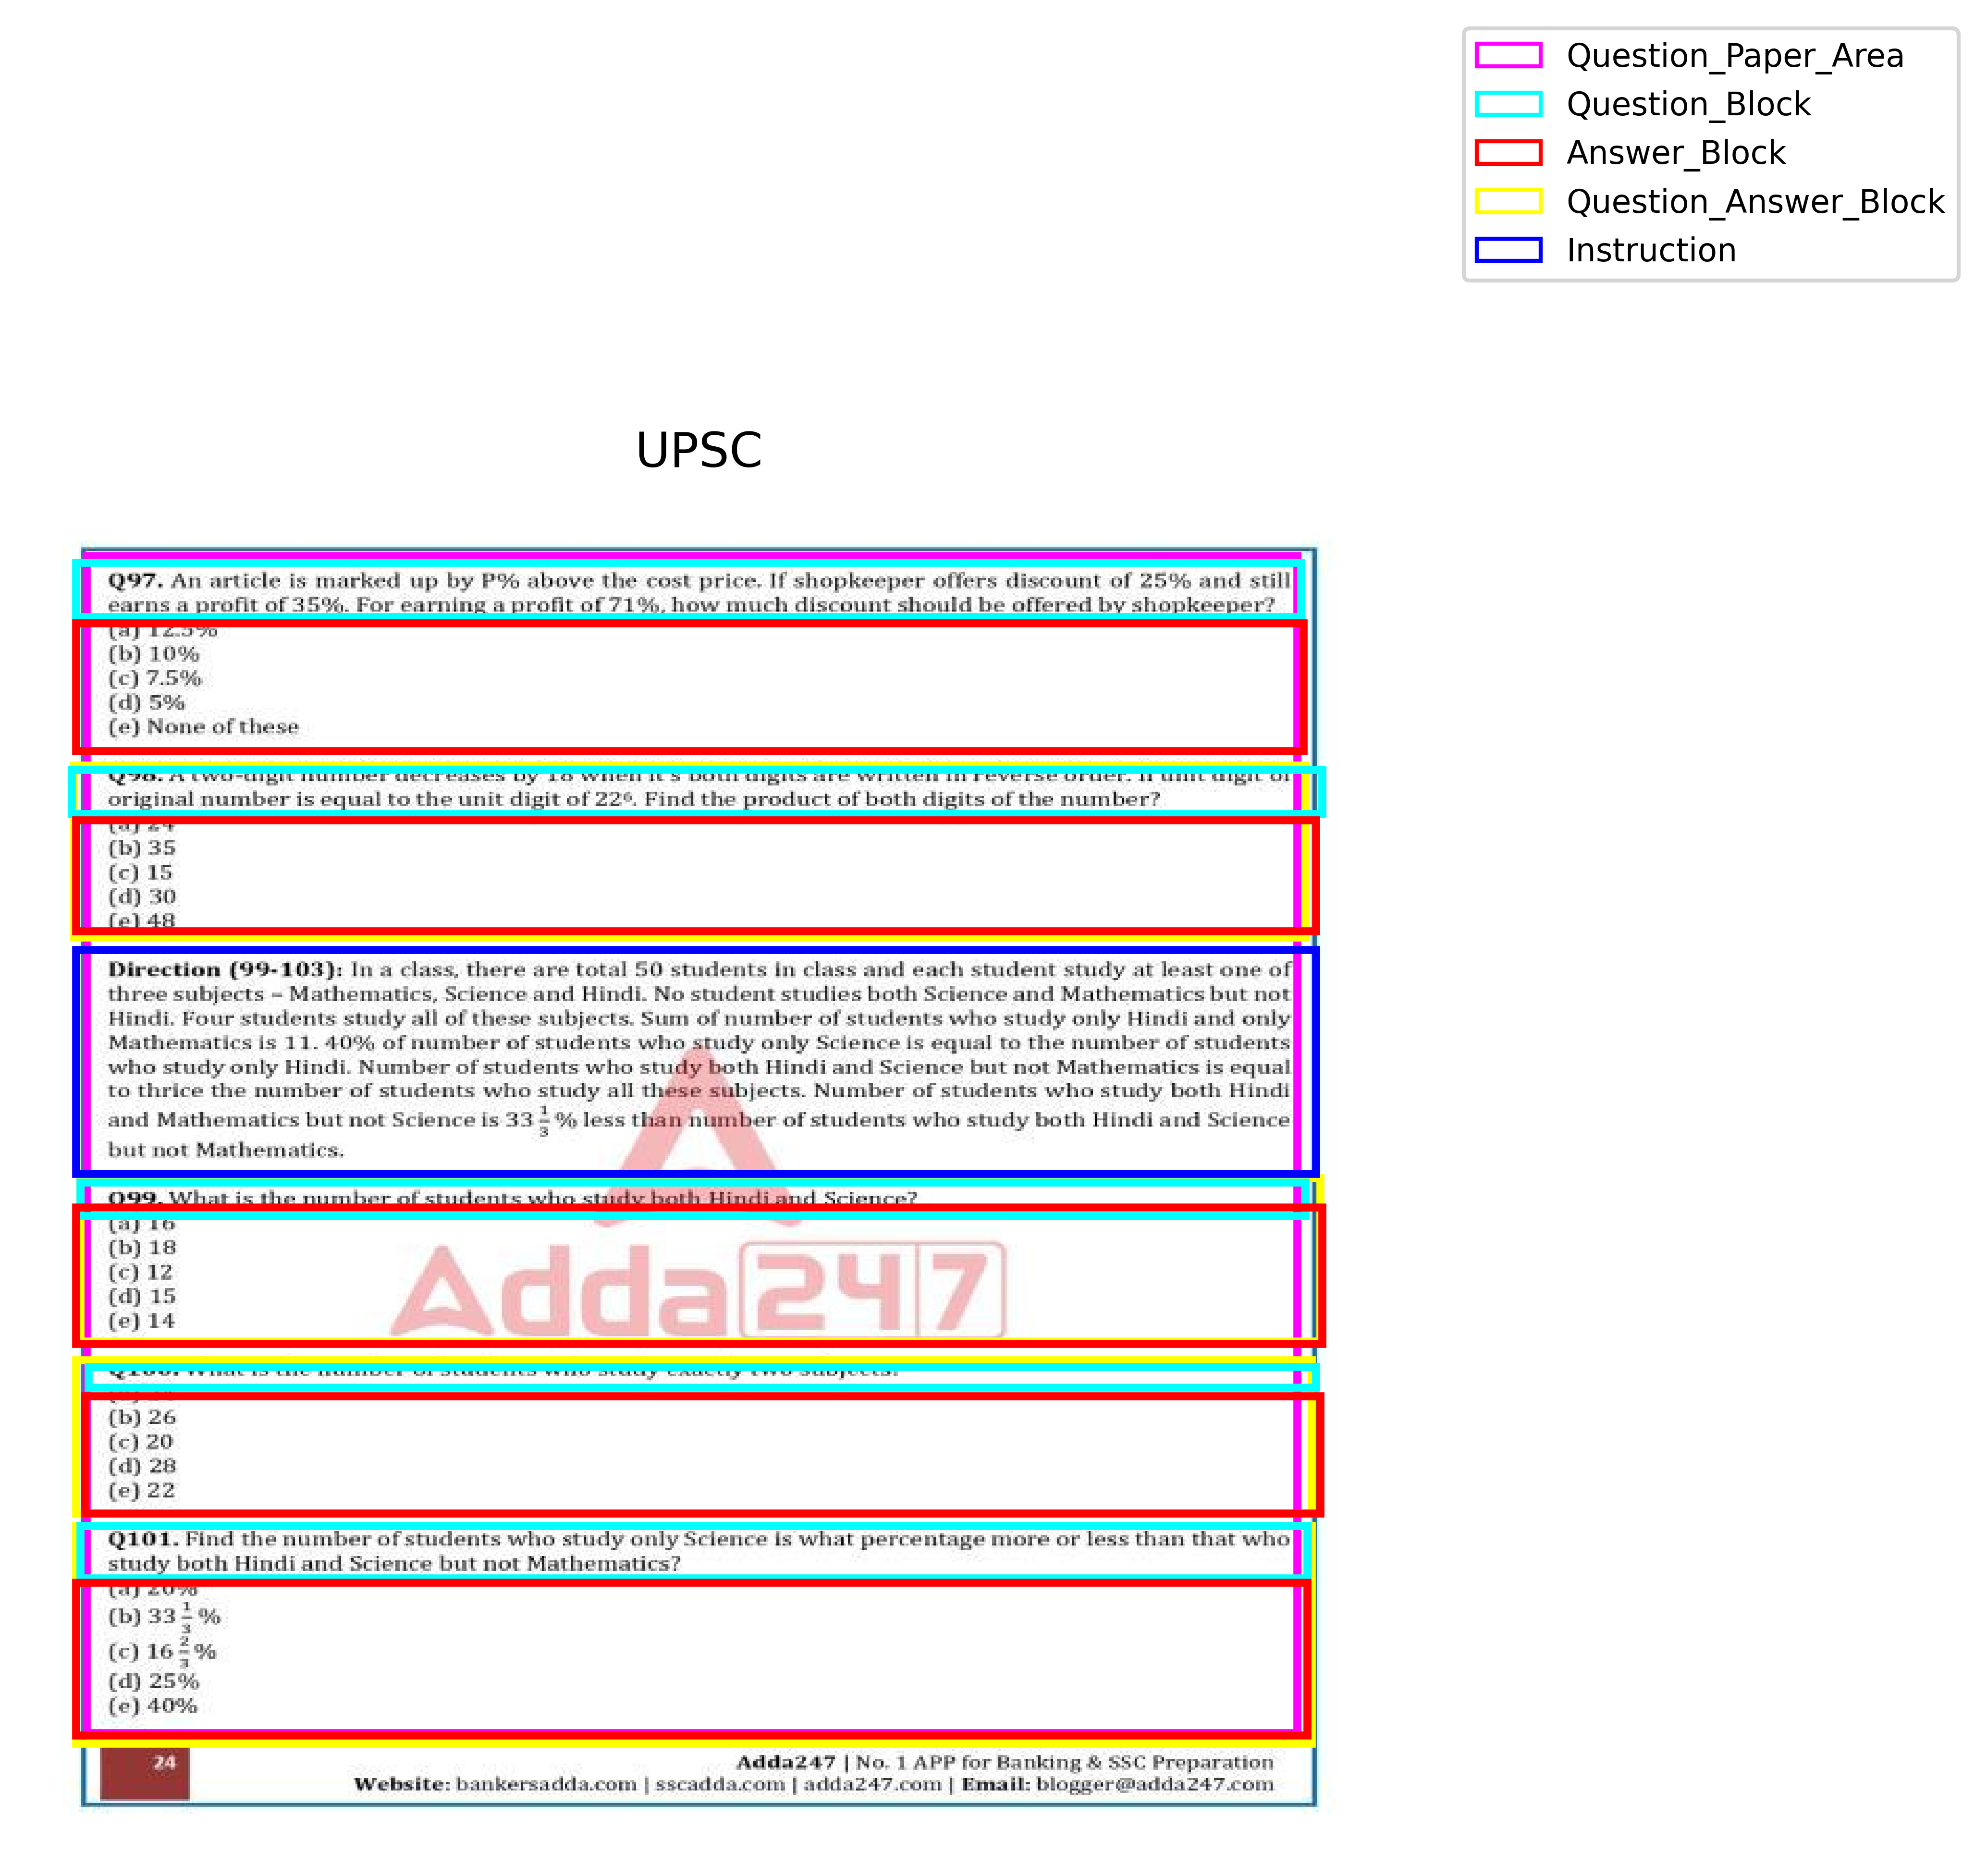 Question_Paper_Area
Question_Block
Answer_Block
Question_Answer_Block
Instruction
UPSC
Q97. An article is marked up by P% above the cost price. If shopkeeper offers discount of 25% and still
earns a profit of 35%. For earning a profit of 71%, how much discount should be offered by shopkeeper?
(a) 12.5%
(b) 10%
(c) 7.5%
(d) 5%
(e) None of these
Q98. A two-digit number decreases by 18 when it's both digits are written in reverse order. If unit digit of
original number is equal to the unit digit of 22⁶. Find the product of both digits of the number?
(a) 24
(b) 35
(c) 15
(d) 30
(e) 48
Direction (99-103): In a class, there are total 50 students in class and each student study at least one of
three subjects – Mathematics, Science and Hindi. No student studies both Science and Mathematics but not
Hindi. Four students study all of these subjects. Sum of number of students who study only Hindi and only
Mathematics is 11. 40% of number of students who study only Science is equal to the number of students
who study only Hindi. Number of students who study both Hindi and Science but not Mathematics is equal
to thrice the number of students who study all these subjects. Number of students who study both Hindi
and Mathematics but not Science is 33 1/3 % less than number of students who study both Hindi and Science
but not Mathematics.
Q99. What is the number of students who study both Hindi and Science?
(a) 16
(b) 18
(c) 12
(d) 15
(e) 14
Adda247
Q100. What is the number of students who study exactly two subjects?
(b) 26
(c) 20
(d) 28
(e) 22
Q101. Find the number of students who study only Science is what percentage more or less than that who
study both Hindi and Science but not Mathematics?
(a) 20%
(b) 33 1/3 %
(c) 16 2/3 %
(d) 25%
(e) 40%
24
Adda247 | No. 1 APP for Banking & SSC Preparation
Website: bankersadda.com | sscadda.com | adda247.com | Email: blogger@adda247.com